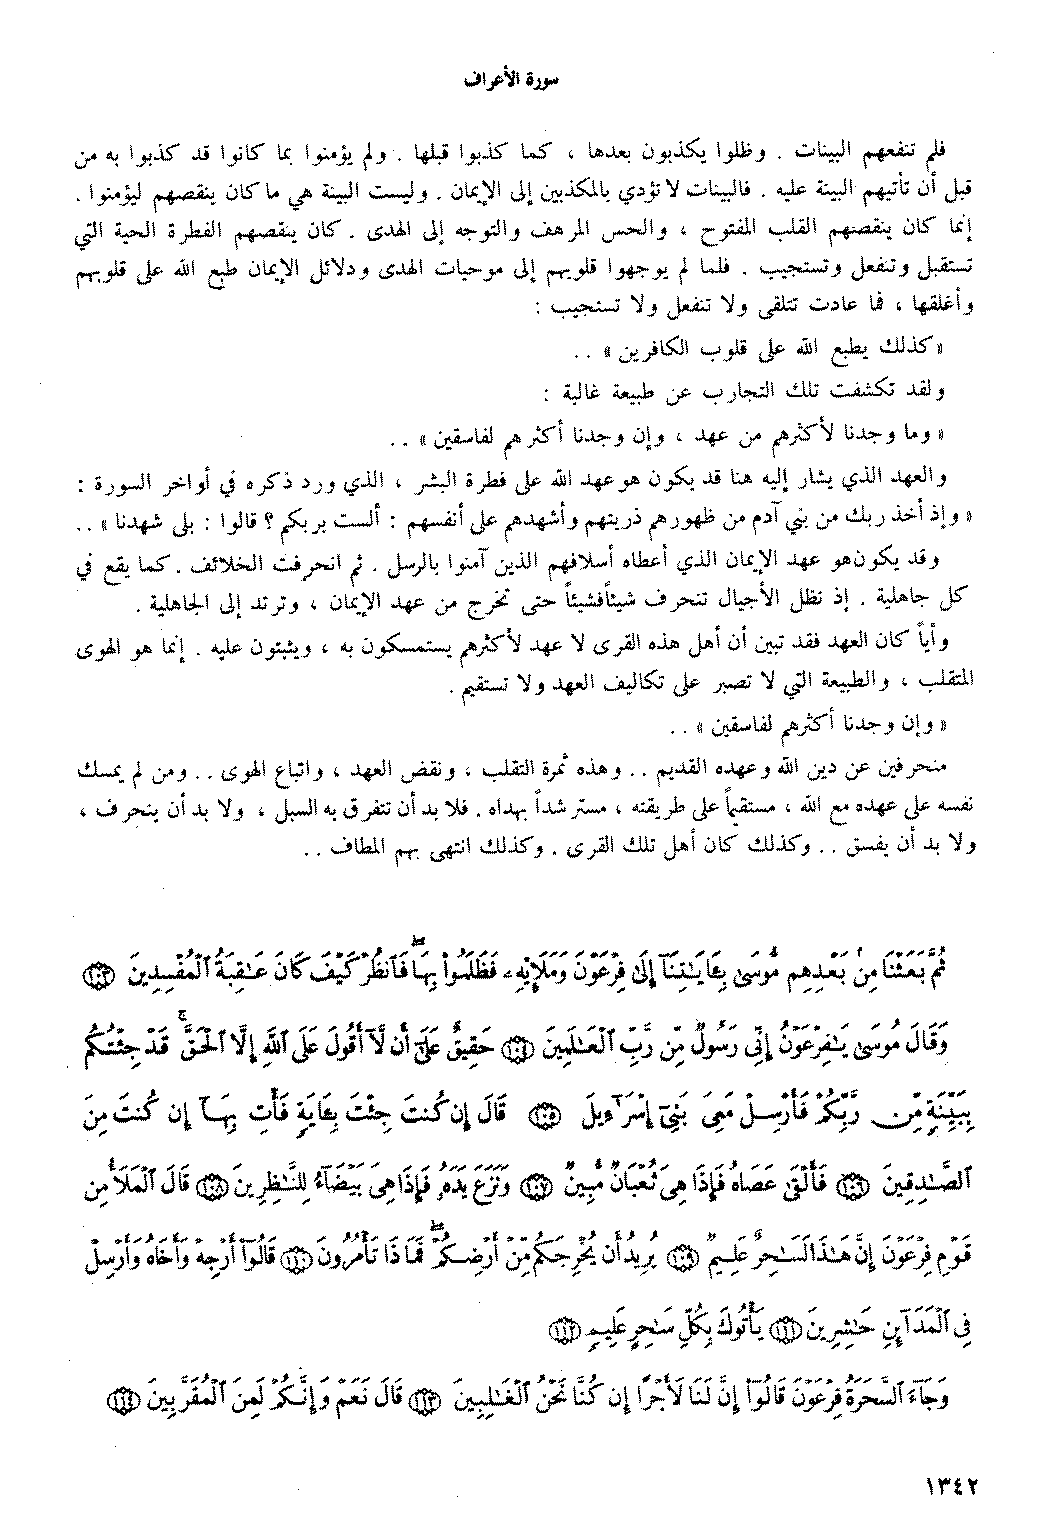 سورة الأعراف
فلم تنفعهم البينات . وظلوا يكذبون بعدها ، كما كذبوا قبلها . ولم يؤمنوا بما كانوا قد كذبوا به من
قبل أن تأتيهم البينة عليه . فالبينات لا تؤدي بالمكذبين إلى الإيمان . وليست البينة هي ما كان ينقصهم ليؤمنوا .
إنما كان ينقصهم القلب المفتوح ، والحس المرهف والتوجه إلى الهدى . كان ينقصهم الفطرة الحية التي
تستقبل وتنفعل وتستجيب . فلما لم يوجهوا قلوبهم إلى موحيات الهدى ودلائل الإيمان طبع الله على قلوبهم
وأغلقها ، فما عادت تتلقى ولا تنفعل ولا تستجيب :
« كذلك يطبع الله على قلوب الكافرين » . .
ولقد تكشفت تلك التجارب عن طبيعة غالبة :
« وما وجدنا لأكثرهم من عهد ، وإن وجدنا أكثرهم لفاسقين » . .
والعهد الذي يشار إليه هنا قد يكون هو عهد الله على فطرة البشر ، الذي ورد ذكره في أواخر السورة :
« وإذ أخذ ربك من بني آدم من ظهورهم ذريتهم وأشهدهم على أنفسهم : ألست بربكم ؟ قالوا : بلى شهدنا » . .
وقد يكون هو عهد الإيمان الذي أعطاه أسلافهم الذين آمنوا بالرسل . ثم انحرفت الخلائف . كما يقع في
كل جاهلية . إذ نظل الأجيال تنحرف شيئاً فشيئاً حتى تخرج من عهد الإيمان ، وترتد إلى الجاهلية .
وأياً كان العهد فقد تبين أن أهل هذه القرى لا عهد لأكثرهم يستمسكون به ، ويثبتون عليه . إنما هو الهوى
المتقلب ، والطبيعة التي لا تصبر على تكاليف العهد ولا تستقيم .
« وإن وجدنا أكثرهم لفاسقين » . .
منحرفين عن دين الله وعهده القديم . . وهذه ثمرة التقلب ، ونقض العهد ، واتباع الهوى . . ومن لم يمسك
نفسه على عهده مع الله ، مستقيماً على طريقته ، مسترشداً بهداه . فلا بد أن تتفرق به السبل ، ولا بد أن ينحرف ،
ولا بد أن يفسق . . وكذلك كان أهل تلك القرى . وكذلك انتهى بهم المطاف . .
ثُمَّ بَعَثْنَا مِنۢ بَعْدِهِم مُّوسَىٰ بِـَٔايَـٰتِنَآ إِلَىٰ فِرْعَوْنَ وَمَلَإِي۟هِۦ فَظَلَمُوا۟ بِهَا ۖ فَٱنظُرْ كَيْفَ كَانَ عَـٰقِبَةُ ٱلْمُفْسِدِينَ ﴿١٠٣﴾
وَقَالَ مُوسَىٰ يَـٰفِرْعَوْنُ إِنِّى رَسُولٌ مِّن رَّبِّ ٱلْعَـٰلَمِينَ ﴿١٠٤﴾ حَقِيقٌ عَلَىٰٓ أَن لَّآ أَقُولَ عَلَى ٱللَّهِ إِلَّا ٱلْحَقَّ ۚ قَدْ جِئْتُكُم
بِبَيِّنَةٍ مِّن رَّبِّكُمْ فَأَرْسِلْ مَعِىَ بَنِىٓ إِسْرَٰٓءِيلَ ﴿١٠٥﴾ قَالَ إِن كُنتَ جِئْتَ بِـَٔايَةٍ فَأْتِ بِهَآ إِن كُنتَ مِنَ
ٱلصَّـٰدِقِينَ ﴿١٠٦﴾ فَأَلْقَىٰ عَصَاهُ فَإِذَا هِىَ ثُعْبَانٌ مُّبِينٌ ﴿١٠٧﴾ وَنَزَعَ يَدَهُۥ فَإِذَا هِىَ بَيْضَآءُ لِلنَّـٰظِرِينَ ﴿١٠٨﴾ قَالَ ٱلْمَلَأُ مِن
قَوْمِ فِرْعَوْنَ إِنَّ هَـٰذَا لَسَـٰحِرٌ عَلِيمٌ ﴿١٠٩﴾ يُرِيدُ أَن يُخْرِجَكُم مِّنْ أَرْضِكُمْ ۖ فَمَاذَا تَأْمُرُونَ ﴿١١٠﴾ قَالُوٓا۟ أَرْجِهْ وَأَخَاهُ وَأَرْسِلْ
فِى ٱلْمَدَآئِنِ حَـٰشِرِينَ ﴿١١١﴾ يَأْتُوكَ بِكُلِّ سَـٰحِرٍ عَلِيمٍ ﴿١١٢﴾
وَجَآءَ ٱلسَّحَرَةُ فِرْعَوْنَ قَالُوٓا۟ إِنَّ لَنَا لَأَجْرًا إِن كُنَّا نَحْنُ ٱلْغَـٰلِبِينَ ﴿١١٣﴾ قَالَ نَعَمْ وَإِنَّكُمْ لَمِنَ ٱلْمُقَرَّبِينَ ﴿١١٤﴾
١٣٤٢